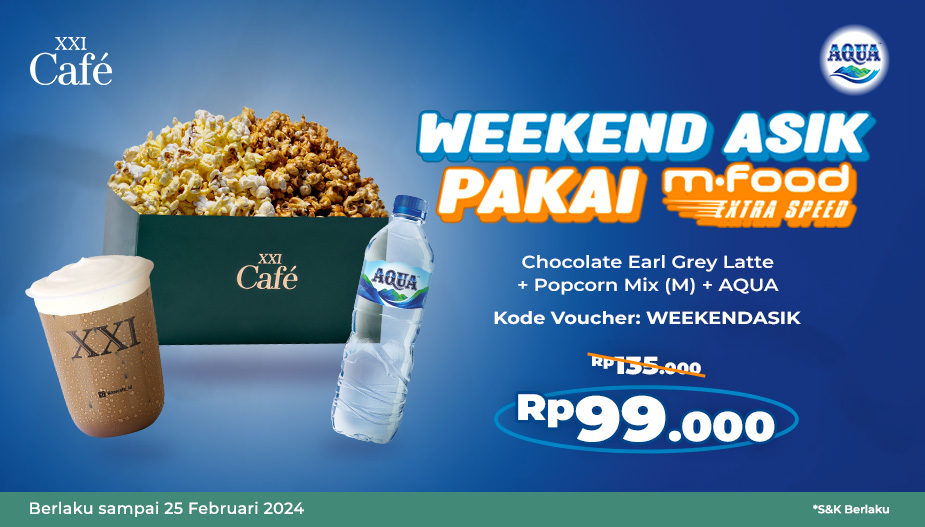 XXI
Café
AQUA
WEEKEND ASIK
PAKAI m·food
EXTRA SPEED
XXI
Café
AQUA
XXI
Chocolate Earl Grey Latte
+ Popcorn Mix (M) + AQUA
Kode Voucher: WEEKENDASIK
Rp135.000
Rp99.000
Berlaku sampai 25 Februari 2024
*S&K Berlaku